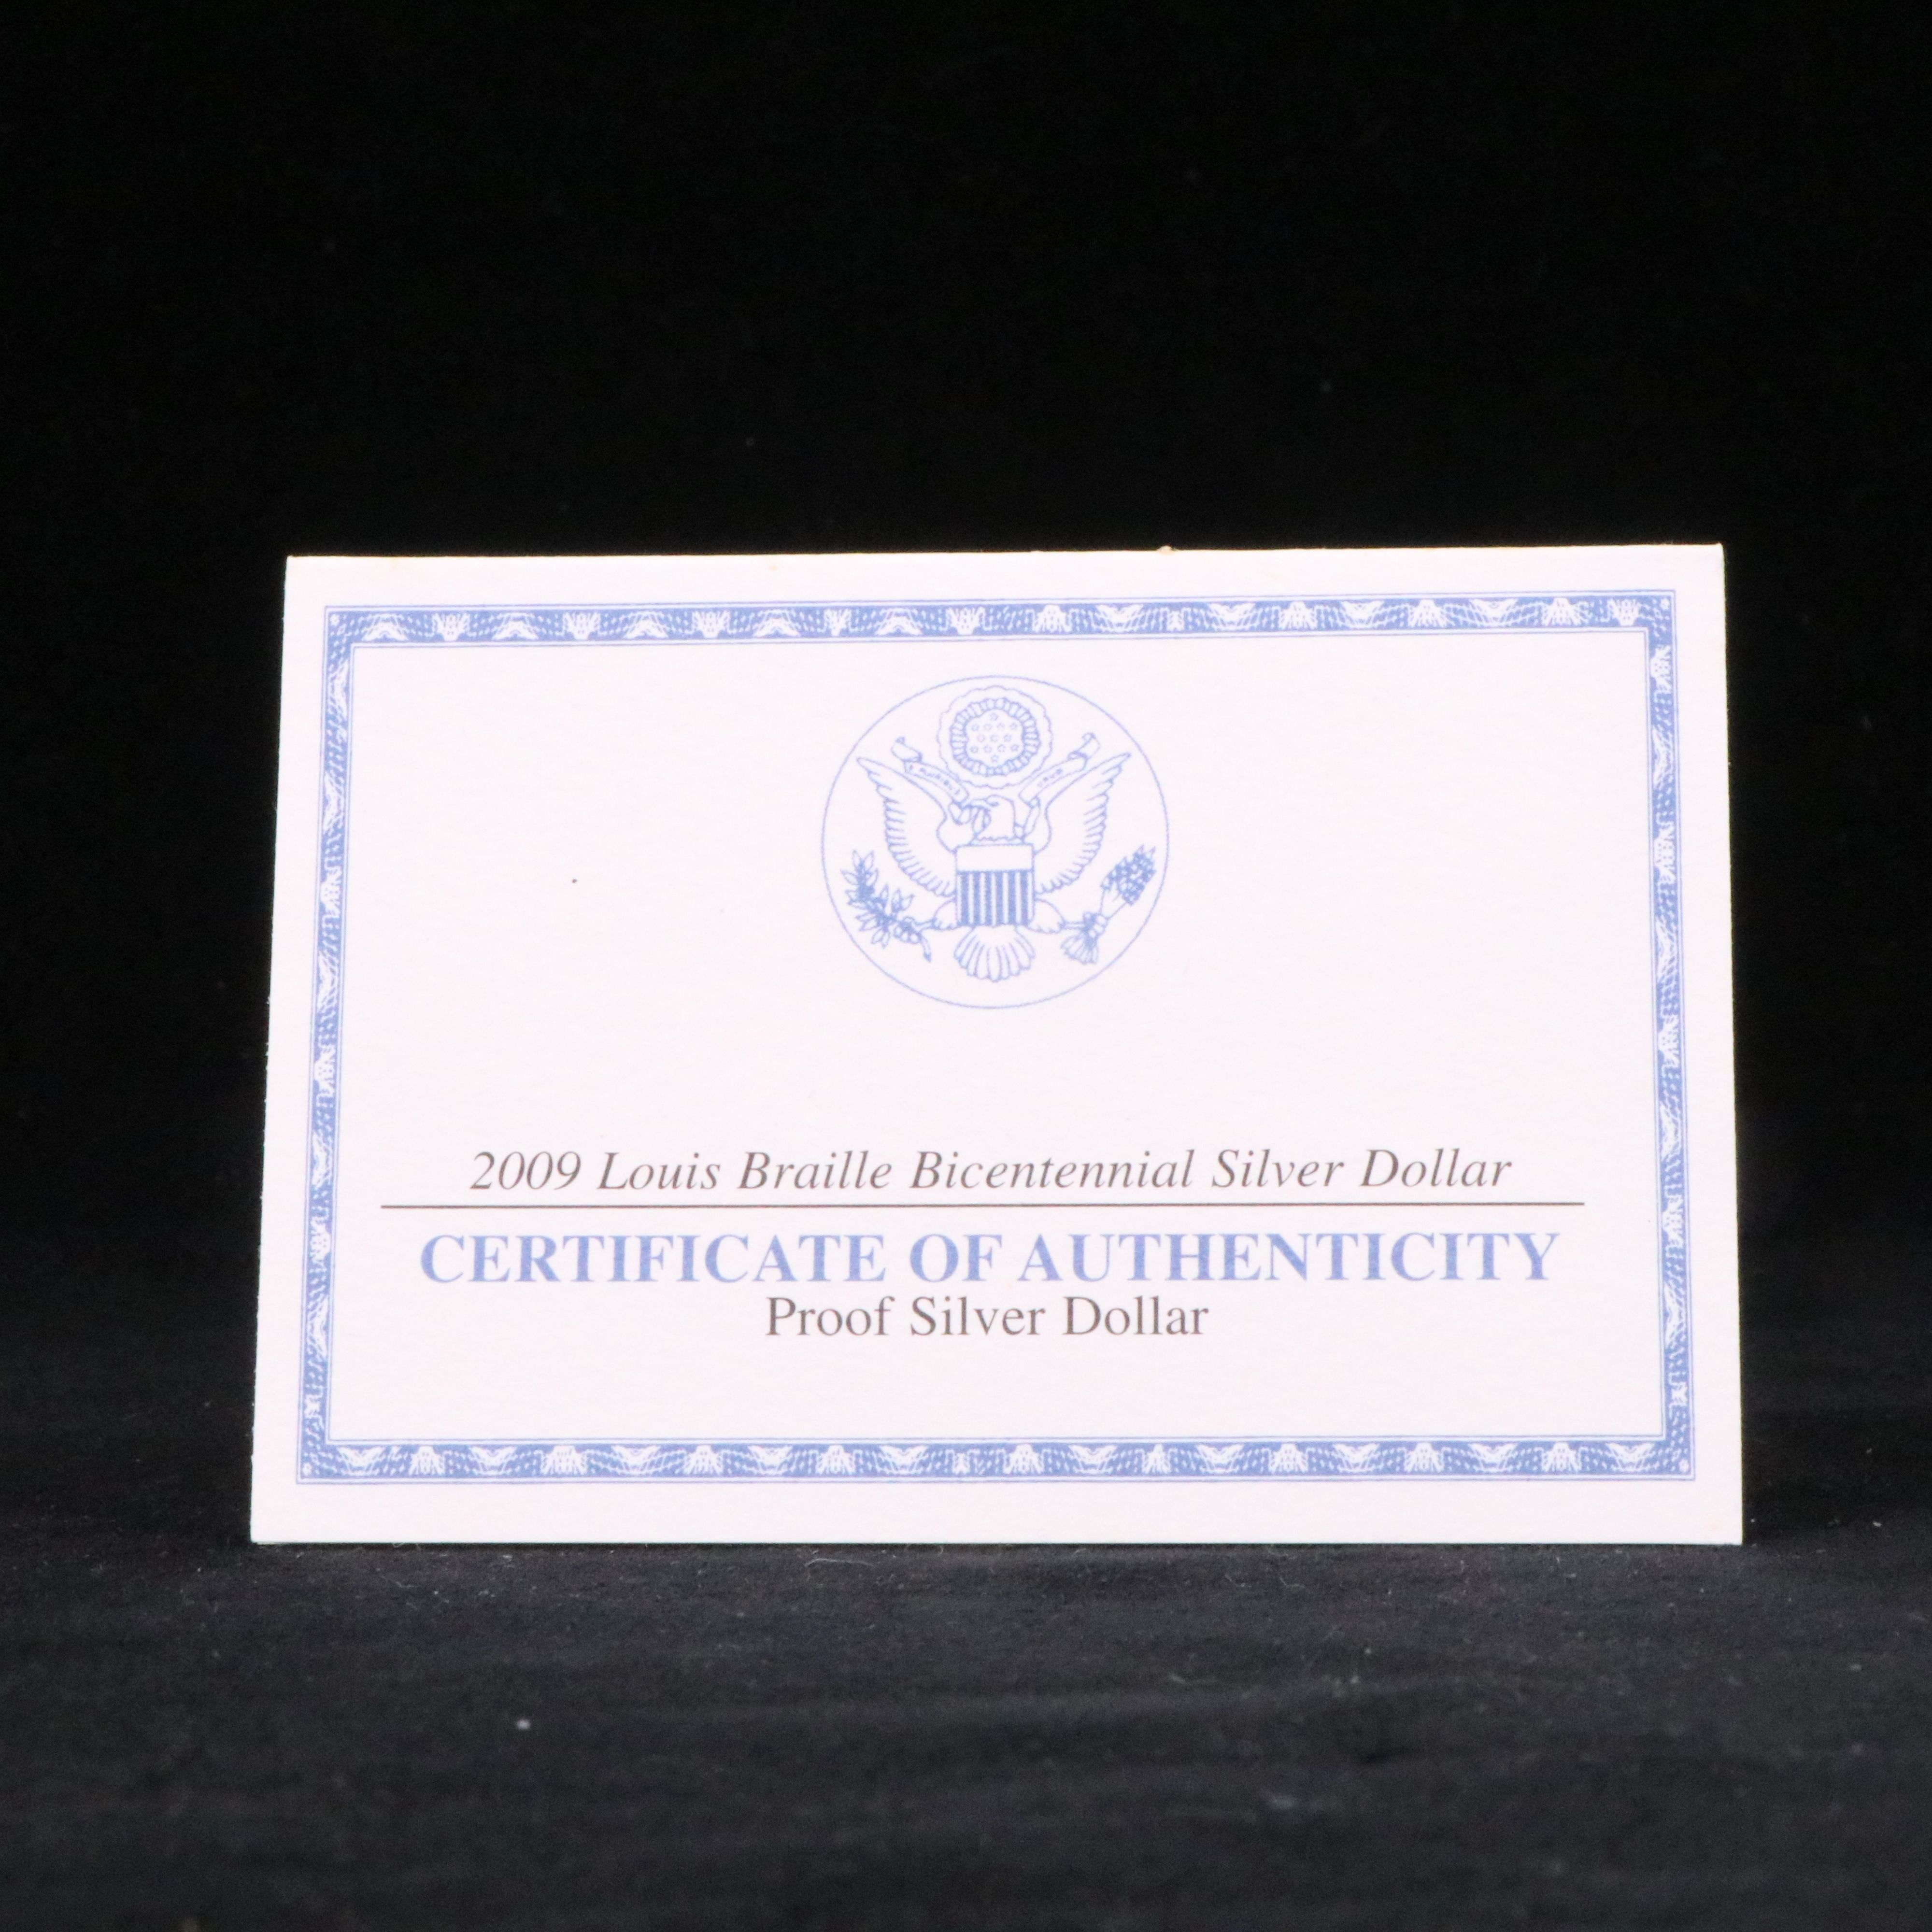 2009 Louis Braille Bicentennial Silver Dollar
CERTIFICATE OF AUTHENTICITY
Proof Silver Dollar